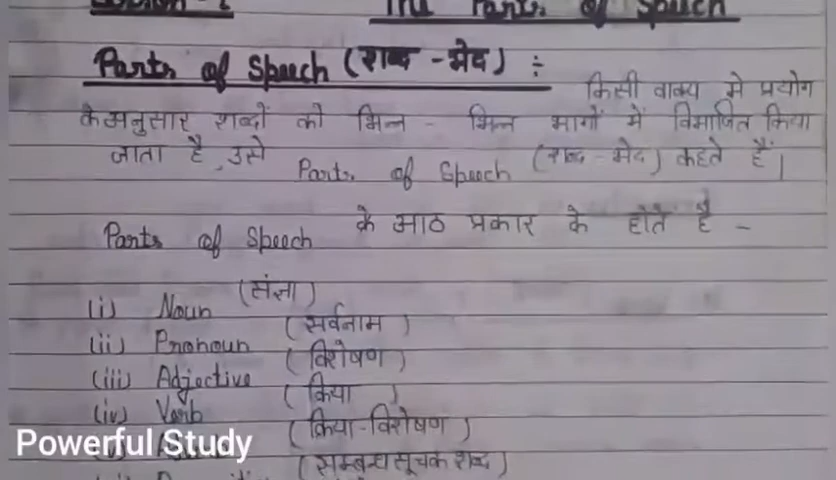 The Parts of Speech
Parts of Speech (शब्द - भेद) :
किसी वाक्य मे प्रयोग
के अनुसार शब्दों को भिन्न - भिन्न भागों में विभाजित किया
जाता है, उसे Parts of Speech (शब्द - भेद) कहते हैं।
Parts of Speech के आठ प्रकार के होते है -
(i) Noun (संज्ञा)
(ii) Pronoun (सर्वनाम)
(iii) Adjective (विशेषण)
(iv) Verb (क्रिया)
(क्रिया-विशेषण)
(सम्बन्धसूचक शब्द)
Powerful Study